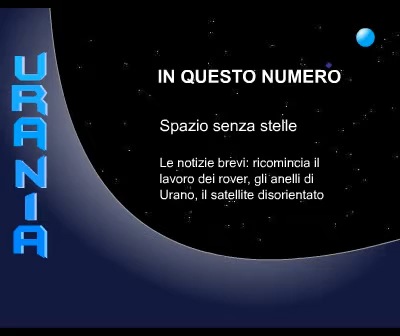 URANIA
IN QUESTO NUMERO
Spazio senza stelle
Le notizie brevi: ricomincia il
lavoro dei rover, gli anelli di
Urano, il satellite disorientato